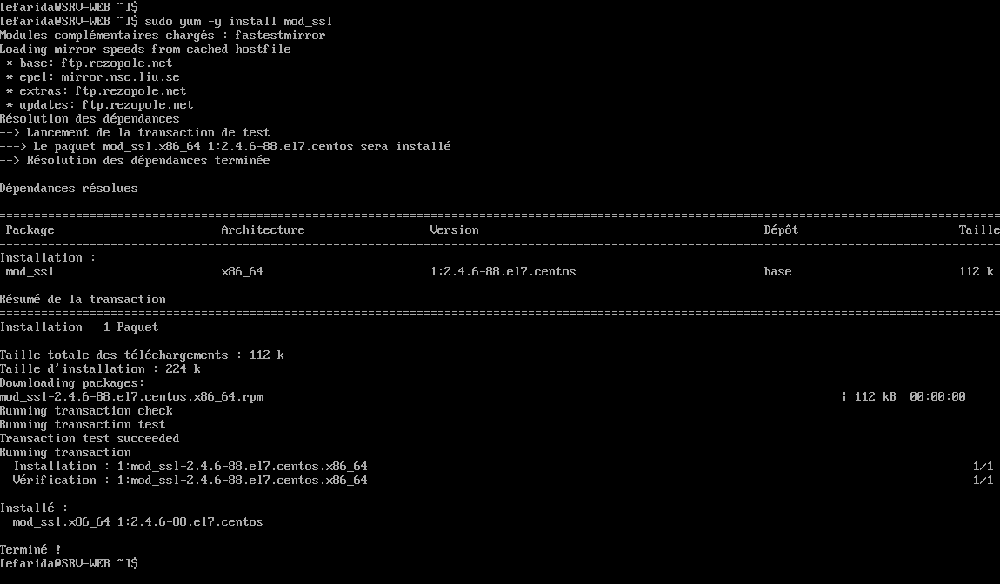 [efarida@SRV-WEB ~]$
[efarida@SRV-WEB ~]$ sudo yum -y install mod_ssl
Modules complémentaires chargés : fastestmirror
Loading mirror speeds from cached hostfile
 * base: ftp.rezopole.net
 * epel: mirror.nsc.liu.se
 * extras: ftp.rezopole.net
 * updates: ftp.rezopole.net
Résolution des dépendances
--> Lancement de la transaction de test
---> Le paquet mod_ssl.x86_64 1:2.4.6-88.el7.centos sera installé
--> Résolution des dépendances terminée
Dépendances résolues
================================================================================================================================================
 Package                        Architecture                  Version                                         Dépôt                       Taille
================================================================================================================================================
Installation :
 mod_ssl                        x86_64                        1:2.4.6-88.el7.centos                           base                        112 k
Résumé de la transaction
================================================================================================================================================
Installation   1 Paquet
Taille totale des téléchargements : 112 k
Taille d'installation : 224 k
Downloading packages:
mod_ssl-2.4.6-88.el7.centos.x86_64.rpm                                                                                   | 112 kB  00:00:00
Running transaction check
Running transaction test
Transaction test succeeded
Running transaction
  Installation : 1:mod_ssl-2.4.6-88.el7.centos.x86_64                                                                                       1/1
  Vérification : 1:mod_ssl-2.4.6-88.el7.centos.x86_64                                                                                       1/1
Installé :
  mod_ssl.x86_64 1:2.4.6-88.el7.centos
Terminé !
[efarida@SRV-WEB ~]$